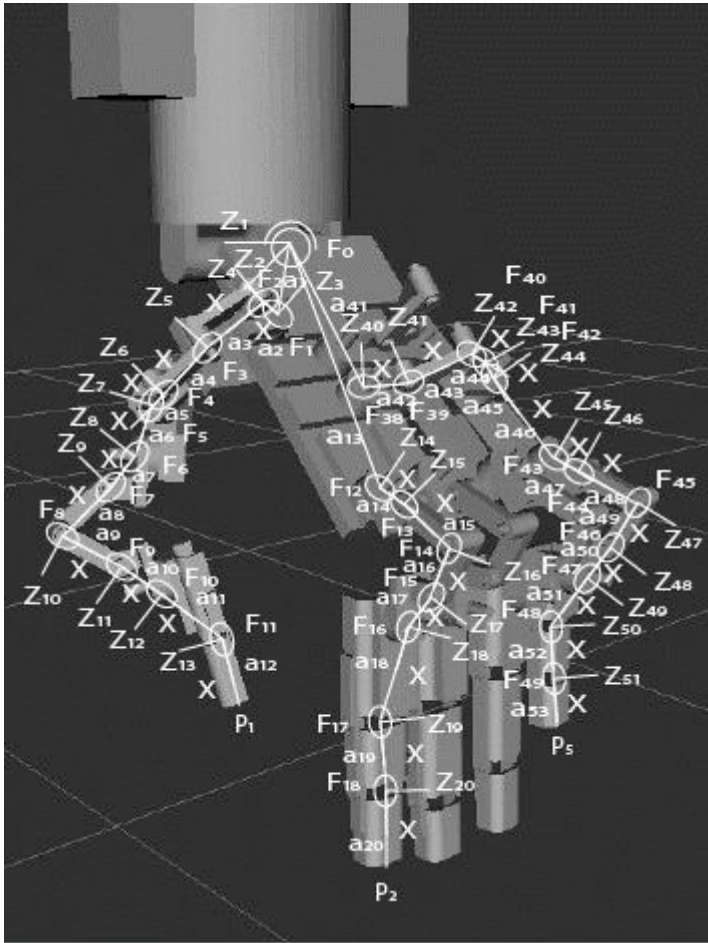 Z₁ F₀
Z₂ Z₄ F₂ a₁ Z₃ F₄₀
Z₅ X a₄₁ Z₄₂ F₄₁
Z₄₀ Z₄₁ X Z₄₃ F₄₂
X a₂ F₁ X Z₄₄
Z₆ a₃ F₃ a₄₄ X
X X a₄ F₄ X a₄₂ a₄₃ a₄₅ X
Z₇ a₅ F₃₈ F₃₉
Z₈ X a₆ F₅ a₁₃ a₄₆ Z₄₅ Z₄₆
Z₉ F₆ Z₁₄ F₄₃ X X
X a₇ F₇ F₁₂ X Z₁₅ a₄₇ a₄₈ F₄₅
F₈ a₈ a₁₄ X F₄₄ a₄₉
a₉ F₁₃ a₁₅ F₄₆ X Z₄₇
F₉ F₁₄ a₅₀
Z₁₀ X a₁₀ F₁₀ a₁₆ Z₁₆ F₄₇ X Z₄₈
Z₁₁ X a₁₁ F₁₅ X a₅₁ Z₄₉
Z₁₂ X F₁₁ a₁₇ X Z₁₇ F₄₈ X
F₁₆ Z₁₈ Z₅₀
Z₁₃ a₁₂ a₁₈ a₅₂ X
X X F₄₉ Z₅₁
P₁ a₅₃ X
F₁₇ Z₁₉ P₅
a₁₉ X
F₁₈ Z₂₀
a₂₀ X
P₂